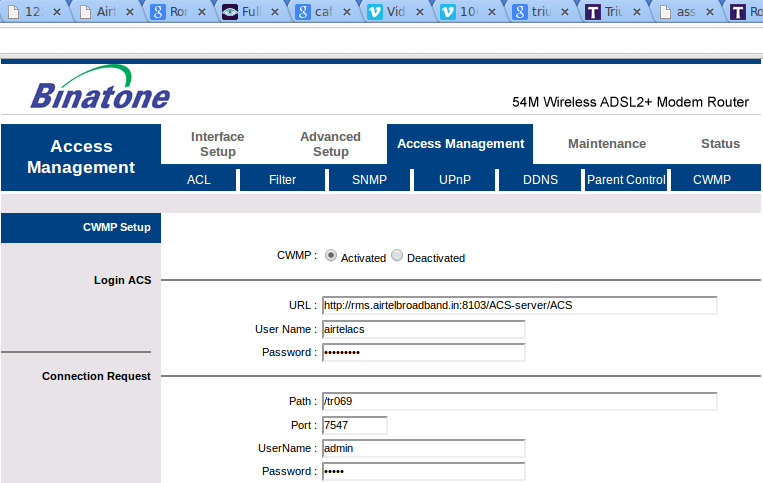 12. Airt Ror Full caf Vid 10 triu Triu ass Ro
Binatone
54M Wireless ADSL2+ Modem Router
Access Management
Interface Setup Advanced Setup Access Management Maintenance Status
ACL Filter SNMP UPnP DDNS Parent Control CWMP
CWMP Setup
CWMP : Activated Deactivated
Login ACS
URL : http://rms.airtelbroadband.in:8103/ACS-server/ACS
User Name : airtelacs
Password : •••••••••
Connection Request
Path : /tr069
Port : 7547
UserName : admin
Password : •••••